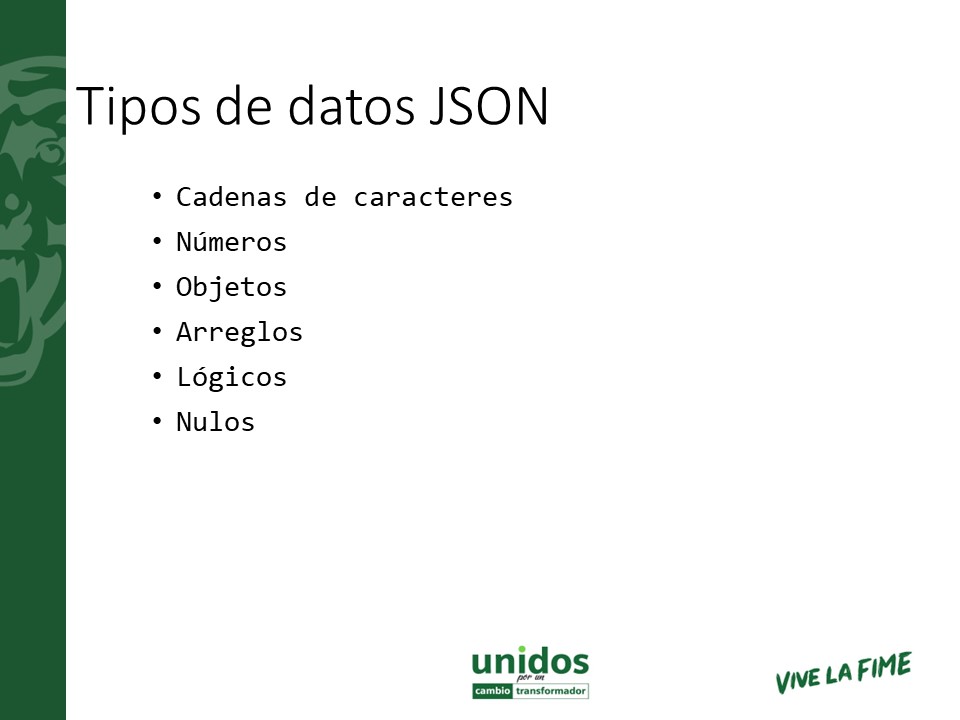 Tipos de datos JSON
• Cadenas de caracteres
• Números
• Objetos
• Arreglos
• Lógicos
• Nulos
unidos
por un
cambio transformador
VIVE LA FIME